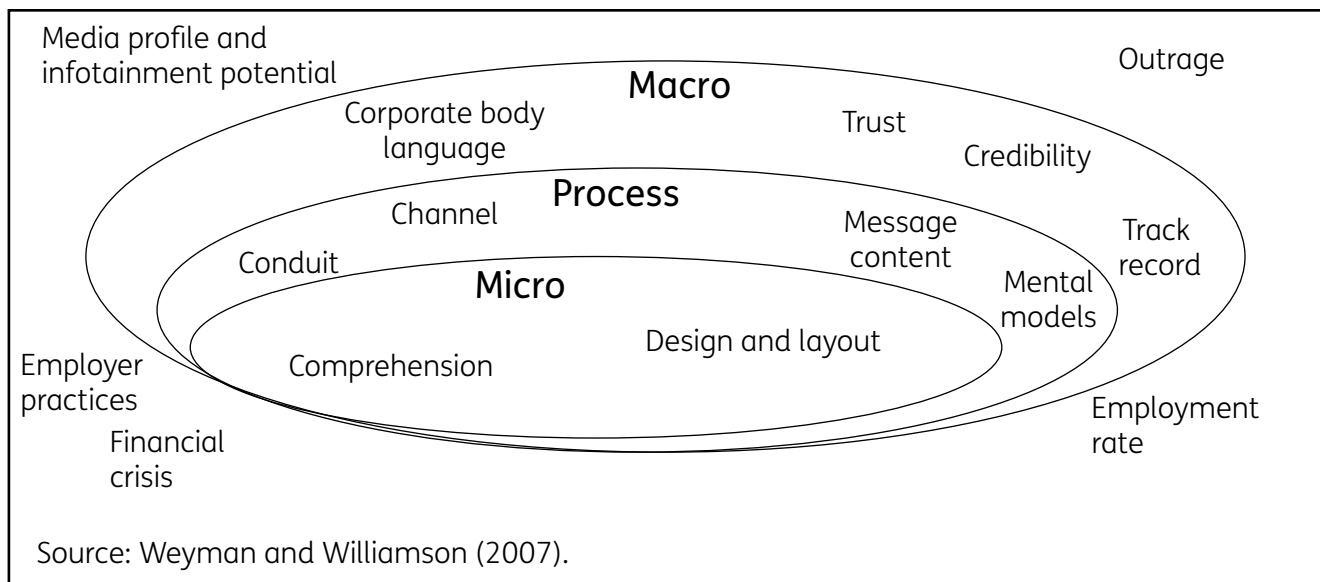 Media profile and
infotainment potential
Outrage
Macro
Corporate body
language
Trust
Credibility
Process
Channel
Message
content
Track
record
Conduit
Mental
models
Micro
Design and layout
Comprehension
Employer
practices
Employment
rate
Financial
crisis
Source: Weyman and Williamson (2007).